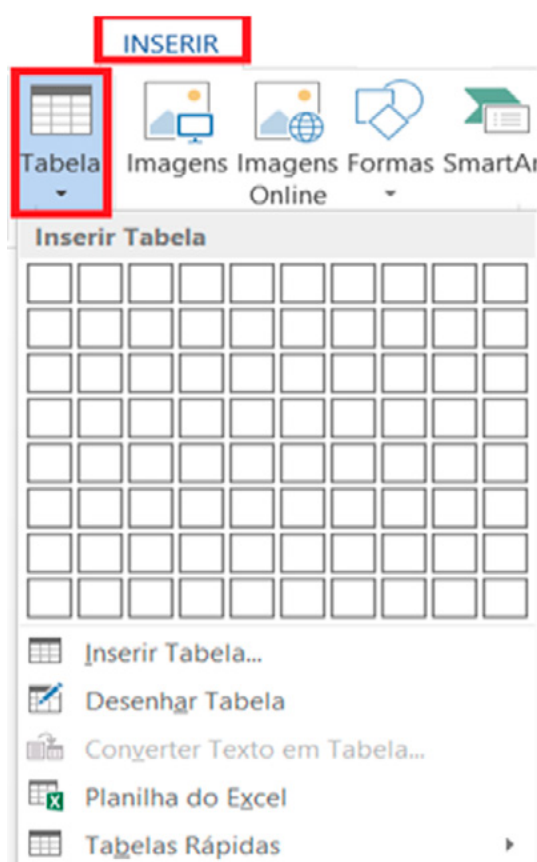 INSERIR
Tabela Imagens Imagens Formas SmartAr
Online
Inserir Tabela
Inserir Tabela...
Desenhar Tabela
Converter Texto em Tabela...
Planilha do Excel
Tabelas Rápidas